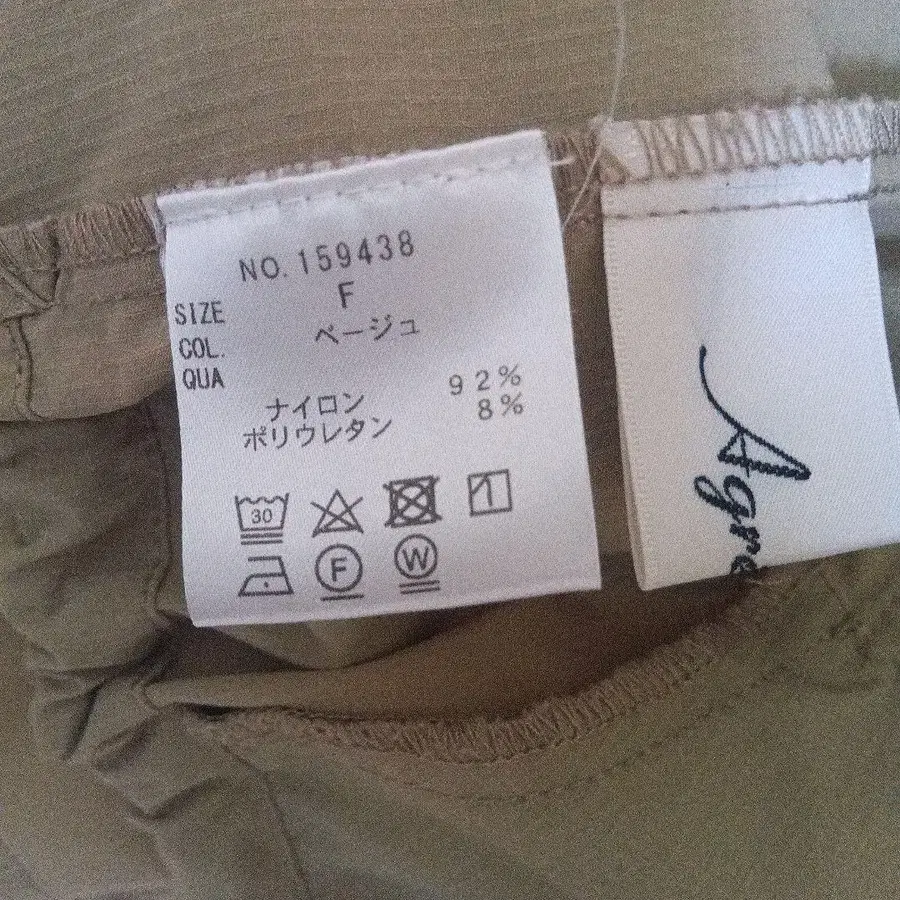 NO. 159438
SIZE F
COL. ベージュ
QUA
ナイロン 92%
ポリウレタン 8%
30
F
W
Agre